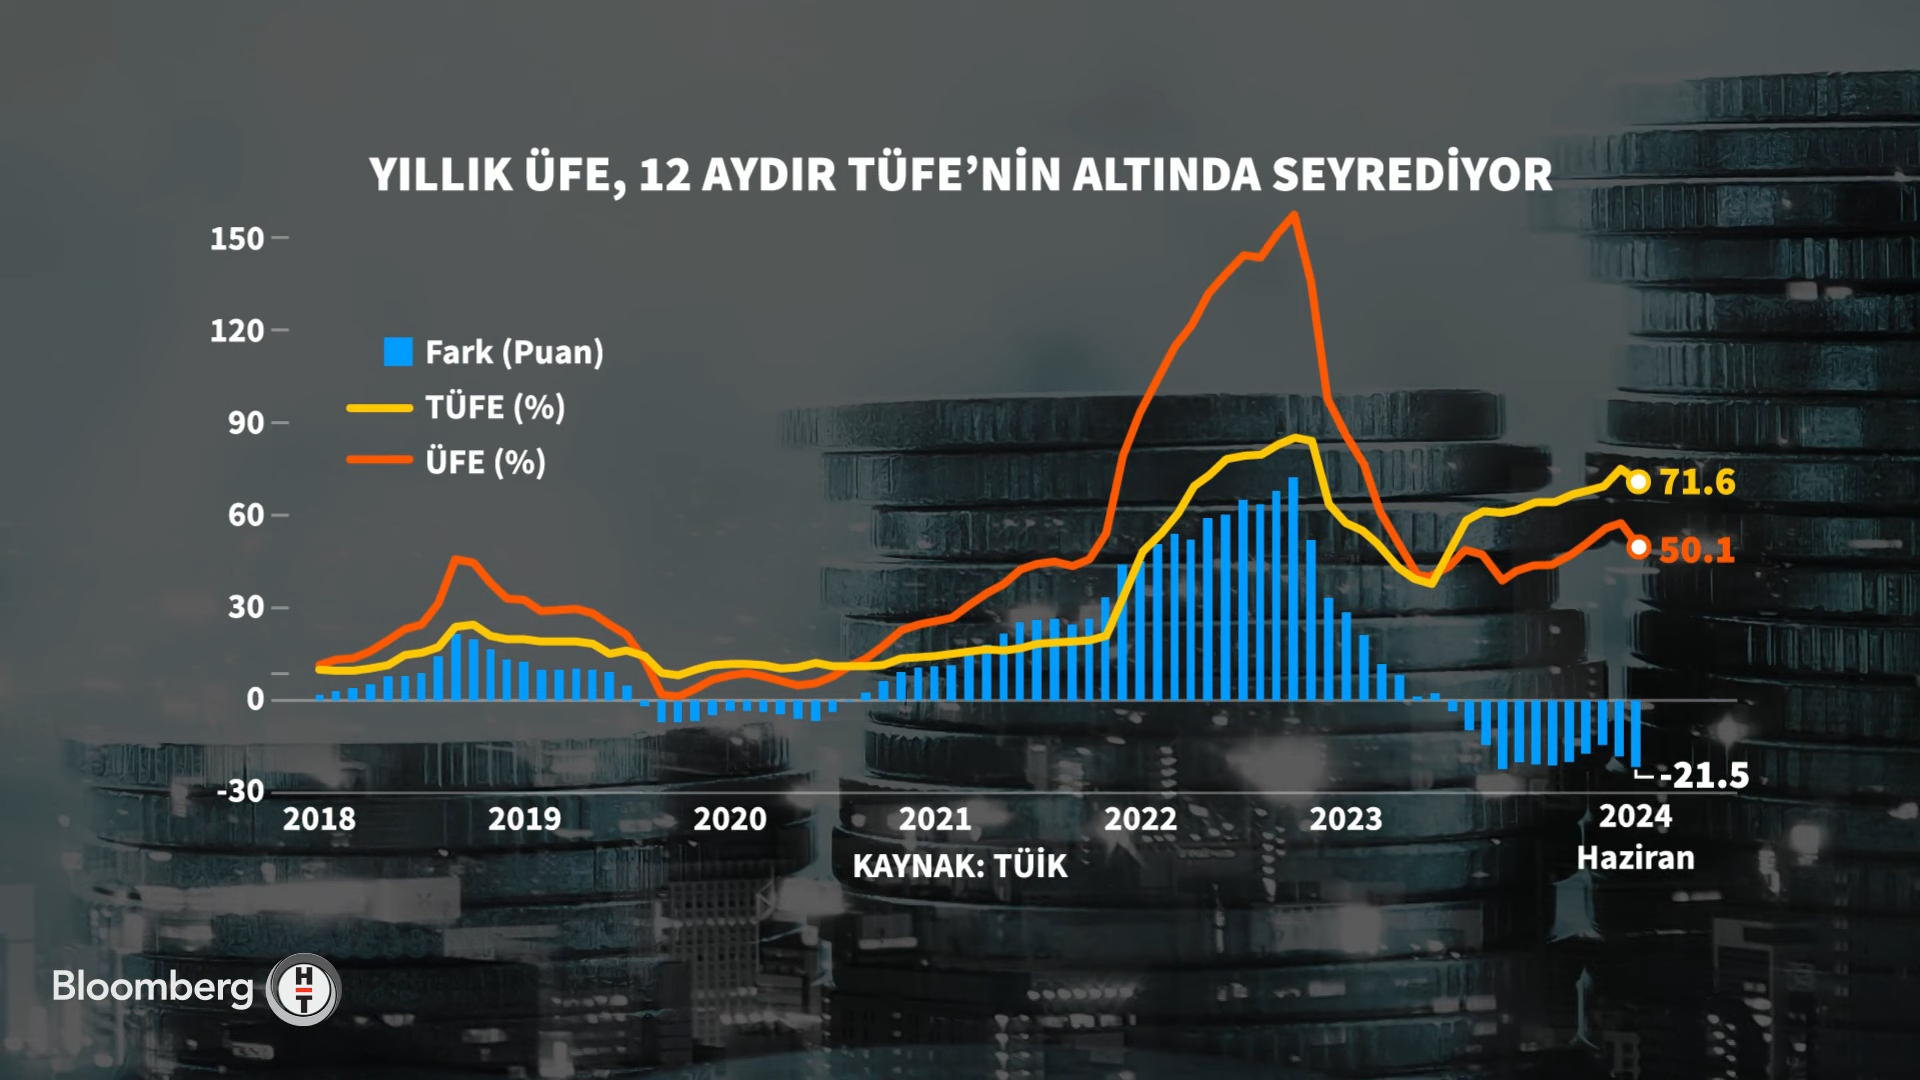 YILLIK ÜFE, 12 AYDIR TÜFE’NİN ALTINDA SEYREDİYOR
150
120
Fark (Puan)
TÜFE (%)
90
ÜFE (%)
71.6
60
50.1
30
0
-21.5
-30
2018 2019 2020 2021 2022 2023 2024
Haziran
KAYNAK: TÜİK
Bloomberg HT